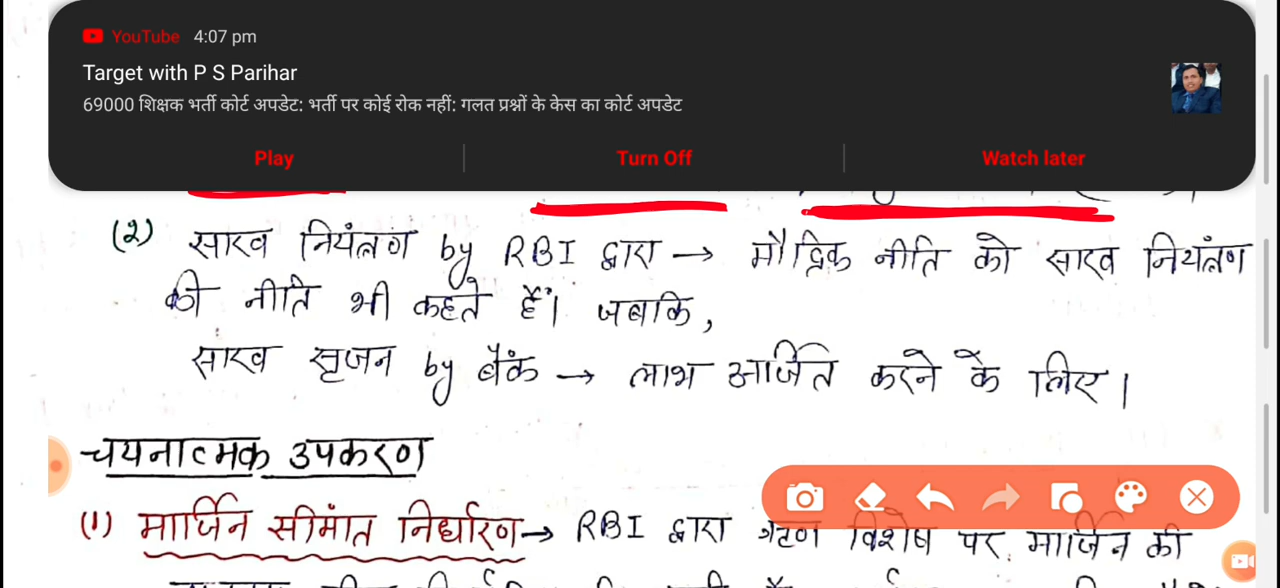 YouTube 4:07 pm
Target with P S Parihar
69000 शिक्षक भर्ती कोर्ट अपडेट: भर्ती पर कोई रोक नहीं: गलत प्रश्नों के केस का कोर्ट अपडेट
Play Turn Off Watch later
(2) साख नियंत्रण by RBI द्वारा → मौद्रिक नीति को साख नियंत्रण
की नीति भी कहते हैं। जबकि,
साख सृजन by बैंक → लाभ अर्जित करने के लिए।
चयनात्मक उपकरण
(1) मार्जिन सीमांत निर्धारण → RBI द्वारा ऋण विशेष पर मार्जिन की